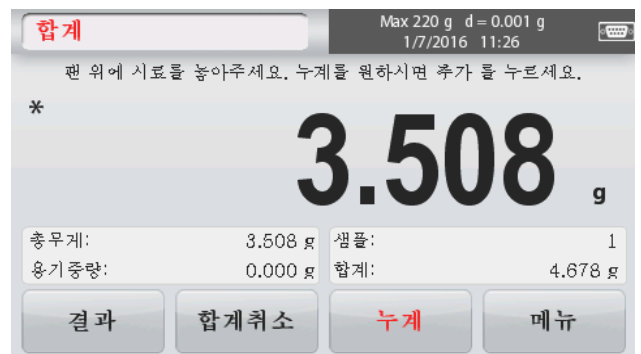 합계
Max 220 g d = 0.001 g
1/7/2016 11:26
팬 위에 시료를 놓아주세요. 누계를 원하시면 추가 를 누르세요.
*
3.508 g
총무게: 3.508 g 샘플: 1
용기중량: 0.000 g 합계: 4.678 g
결과 합계취소 누계 메뉴